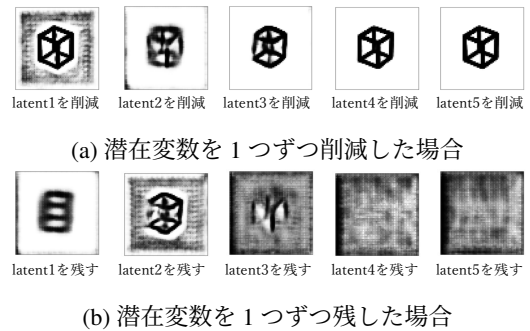 latent1を削減 latent2を削減 latent3を削減 latent4を削減 latent5を削減
(a) 潜在変数を 1 つずつ削減した場合
latent1を残す latent2を残す latent3を残す latent4を残す latent5を残す
(b) 潜在変数を 1 つずつ残した場合